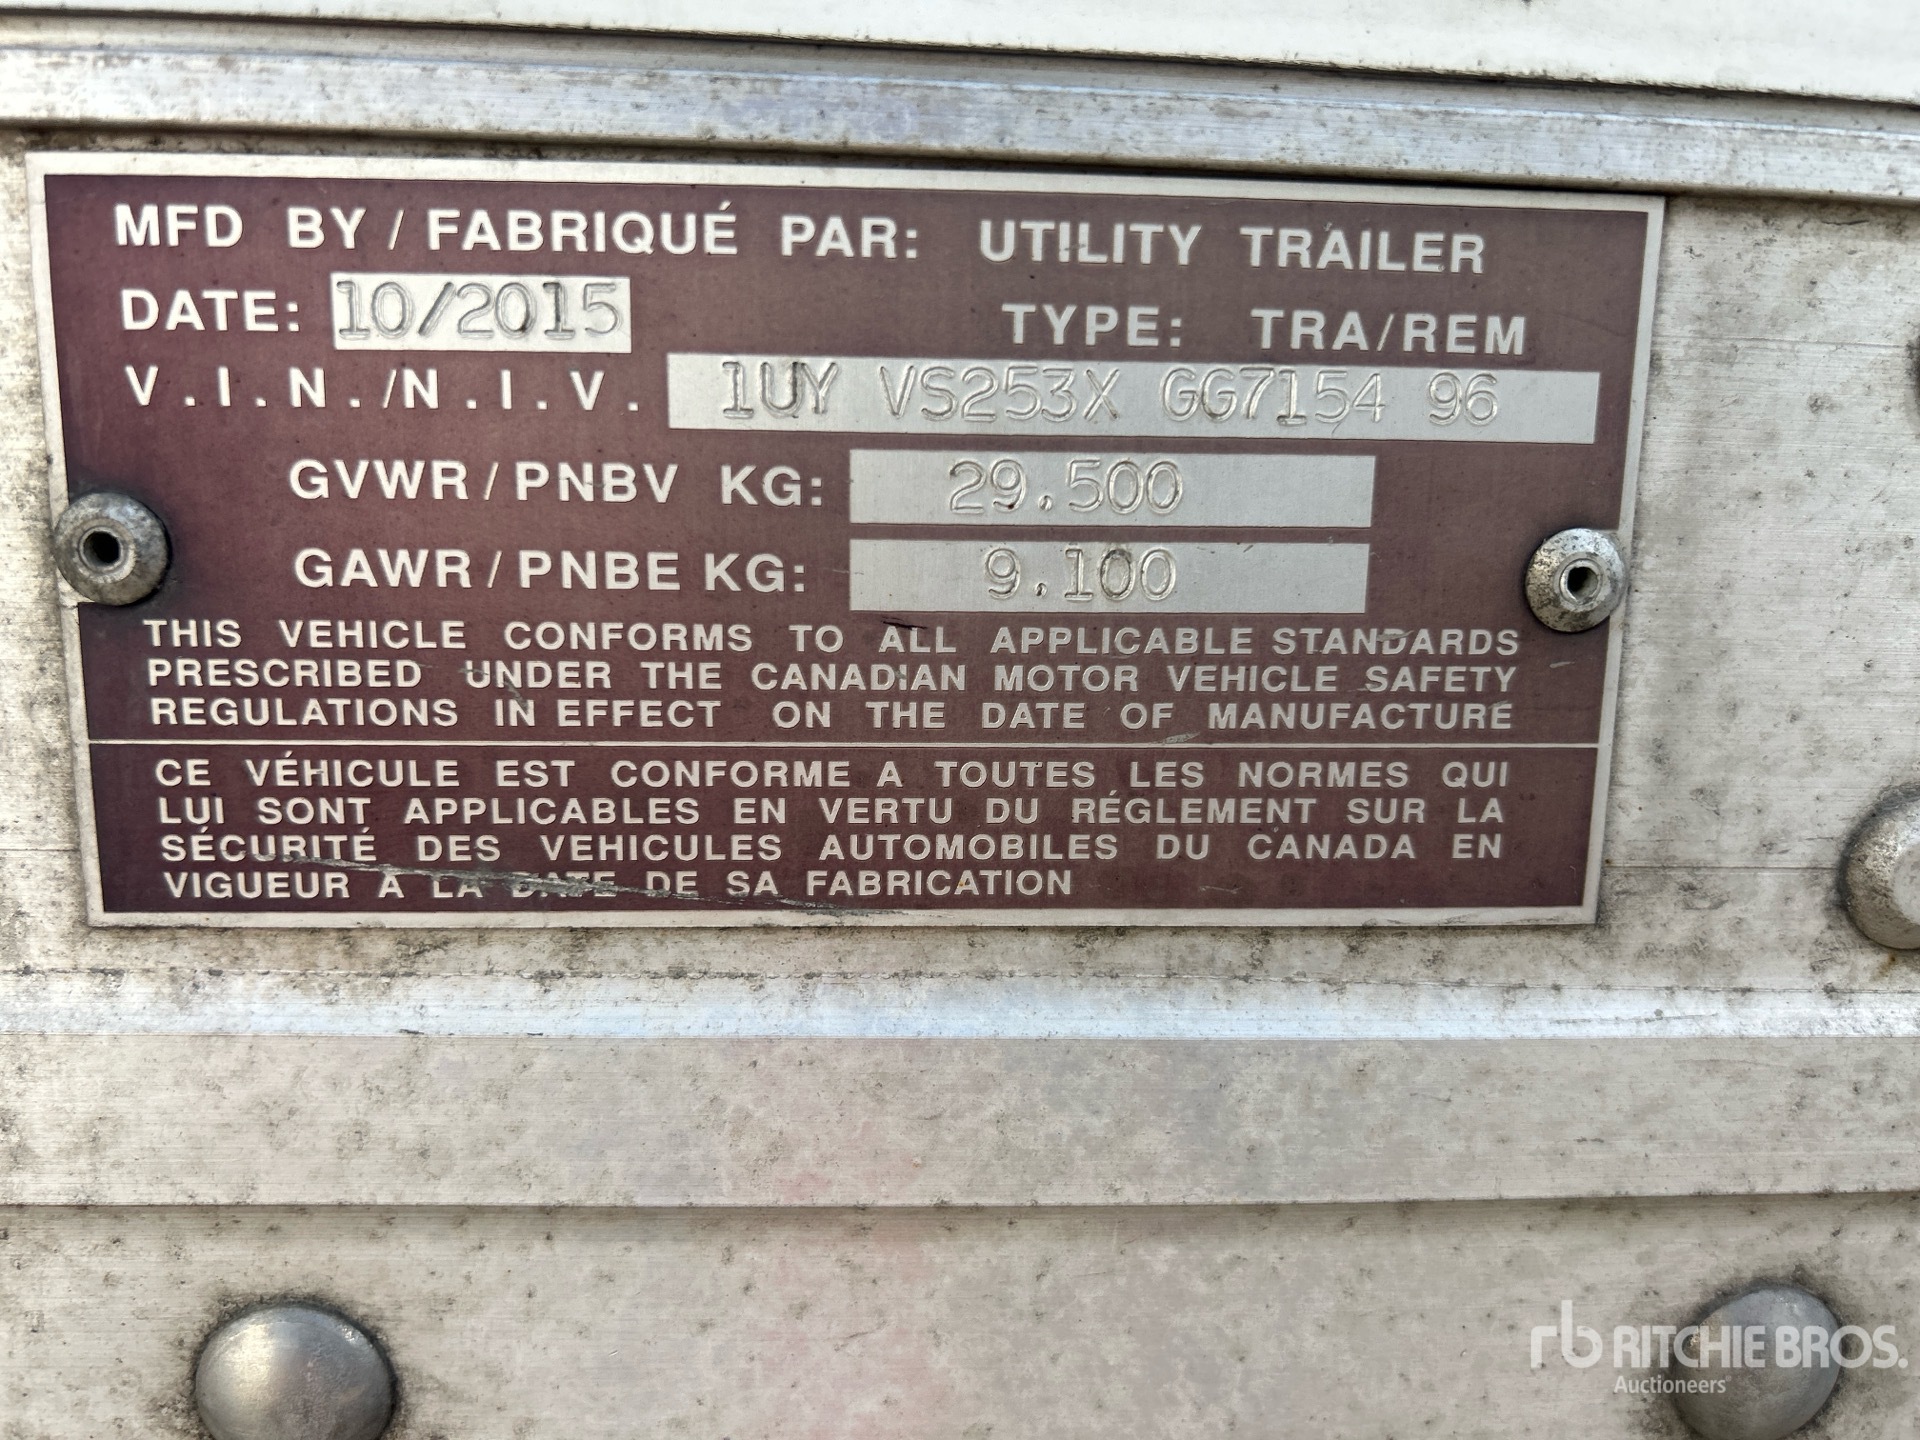 MFD BY / FABRIQUÉ PAR: UTILITY TRAILER
DATE: 10/2015 TYPE: TRA/REM
V.I.N./N.I.V. 1UY VS253X GG7154 96
GVWR/PNBV KG: 29.500
GAWR/PNBE KG: 9.100
THIS VEHICLE CONFORMS TO ALL APPLICABLE STANDARDS
PRESCRIBED UNDER THE CANADIAN MOTOR VEHICLE SAFETY
REGULATIONS IN EFFECT ON THE DATE OF MANUFACTURE
CE VÉHICULE EST CONFORME A TOUTES LES NORMES QUI
LUI SONT APPLICABLES EN VERTU DU RÉGLEMENT SUR LA
SÉCURITÉ DES VEHICULES AUTOMOBILES DU CANADA EN
VIGUEUR A LA DATE DE SA FABRICATION
rb RITCHIE BROS.
Auctioneers